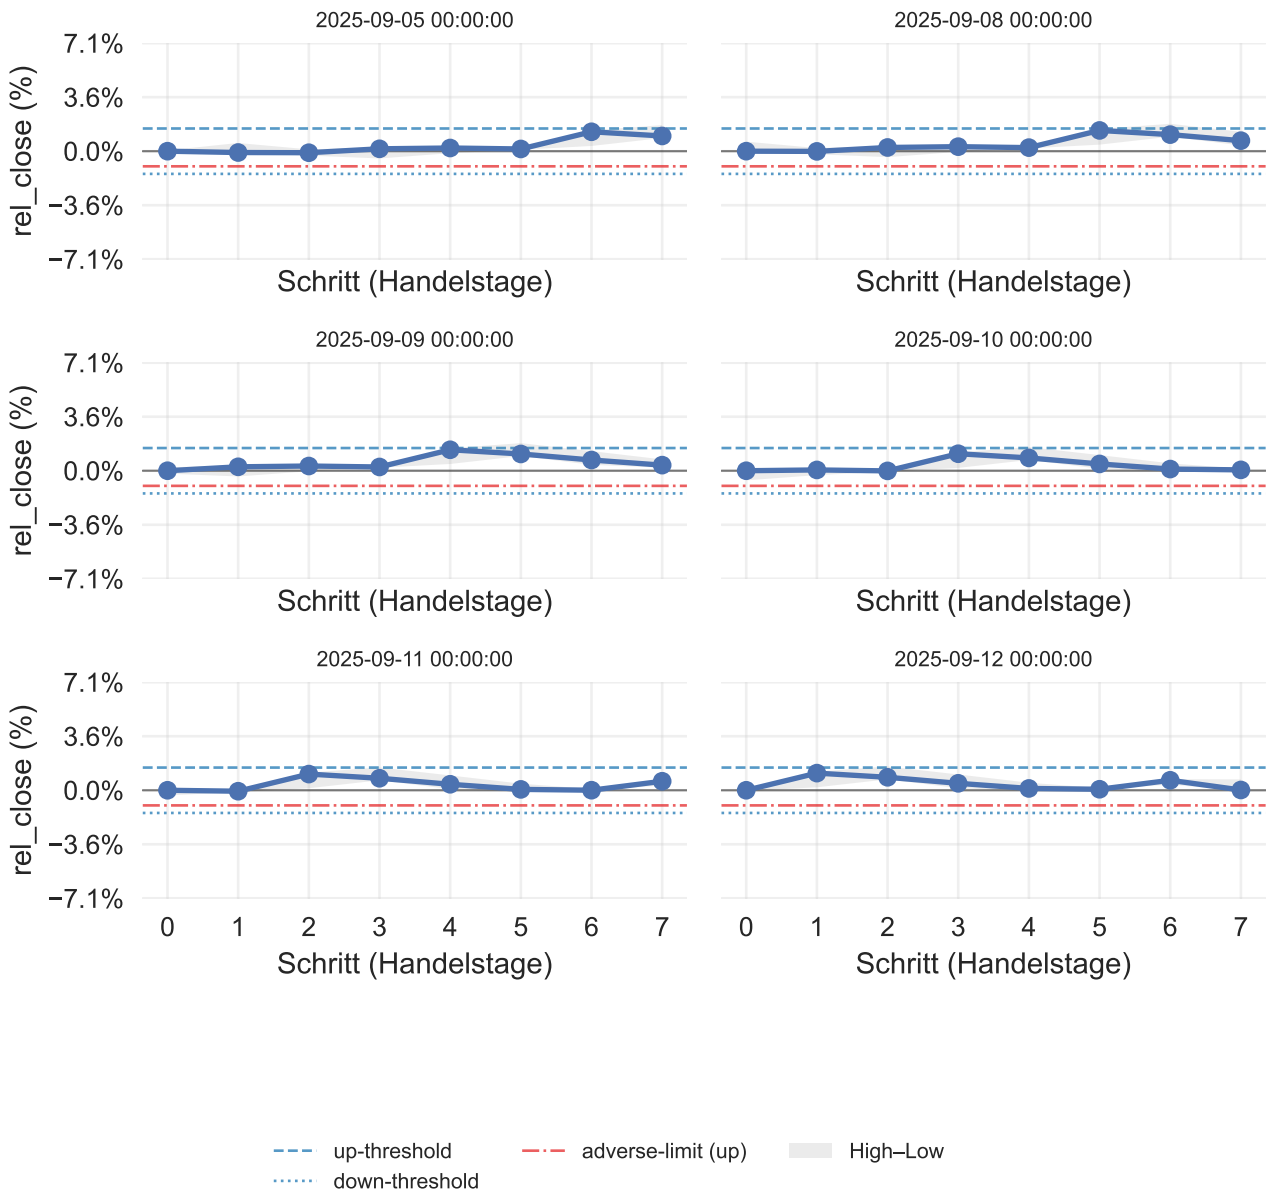 2025-09-05 00:00:00
2025-09-08 00:00:00
7.1%
3.6%
0.0%
−3.6%
−7.1%
rel_close (%)
Schritt (Handelstage)
Schritt (Handelstage)
2025-09-09 00:00:00
2025-09-10 00:00:00
7.1%
3.6%
0.0%
−3.6%
−7.1%
rel_close (%)
Schritt (Handelstage)
Schritt (Handelstage)
2025-09-11 00:00:00
2025-09-12 00:00:00
7.1%
3.6%
0.0%
−3.6%
−7.1%
rel_close (%)
0 1 2 3 4 5 6 7
0 1 2 3 4 5 6 7
Schritt (Handelstage)
Schritt (Handelstage)
up-threshold
adverse-limit (up)
High–Low
down-threshold